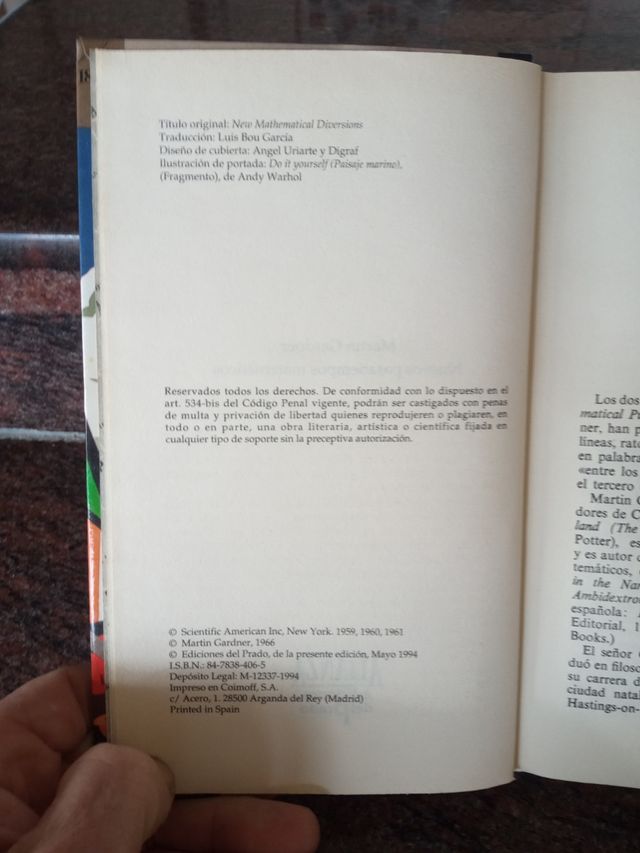 Título original: New Mathematical Diversions
Traducción: Luis Bou García
Diseño de cubierta: Angel Uriarte y Digraf
Ilustración de portada: Do it yourself (Paisaje marino),
(Fragmento), de Andy Warhol
Reservados todos los derechos. De conformidad con lo dispuesto en el
art. 534-bis del Código Penal vigente, podrán ser castigados con penas
de multa y privación de libertad quienes reprodujeren o plagiaren, en
todo o en parte, una obra literaria, artística o científica fijada en
cualquier tipo de soporte sin la preceptiva autorización.
© Scientific American Inc, New York. 1959, 1960, 1961
© Martin Gardner, 1966
© Ediciones del Prado, de la presente edición, Mayo 1994
I.S.B.N.: 84-7838-406-5
Depósito Legal: M-12337-1994
Impreso en Coimoff, S.A.
c/ Acero, 1. 28500 Arganda del Rey (Madrid)
Printed in Spain
Los dos
matical P
ner, han p
líneas, rato
en palabra
«entre los
el tercero
Martin G
dores de C
land (The
Potter), es
y es autor d
temáticos,
in the Na
Ambidextro
española:
Editorial, 1
Books.)
El señor
duó en filoso
su carrera d
ciudad natal
Hastings-on-